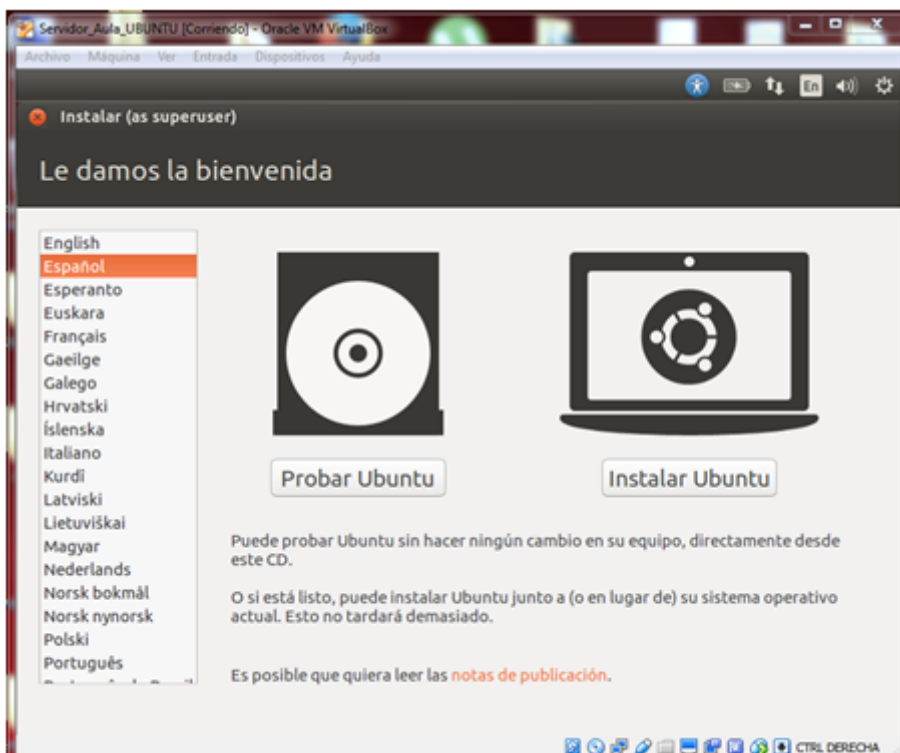 Servidor_Aula_UBUNTU [Corriendo] - Oracle VM VirtualBox
Archivo Máquina Ver Entrada Dispositivos Ayuda
En
Instalar (as superuser)
Le damos la bienvenida
English
Español
Esperanto
Euskara
Français
Gaeilge
Galego
Hrvatski
Íslenska
Italiano
Kurdî
Latviski
Lietuviškai
Magyar
Nederlands
Norsk bokmål
Norsk nynorsk
Polski
Português
Probar Ubuntu
Instalar Ubuntu
Puede probar Ubuntu sin hacer ningún cambio en su equipo, directamente desde
este CD.
O si está listo, puede instalar Ubuntu junto a (o en lugar de) su sistema operativo
actual. Esto no tardará demasiado.
Es posible que quiera leer las notas de publicación.
CTRL DERECHA